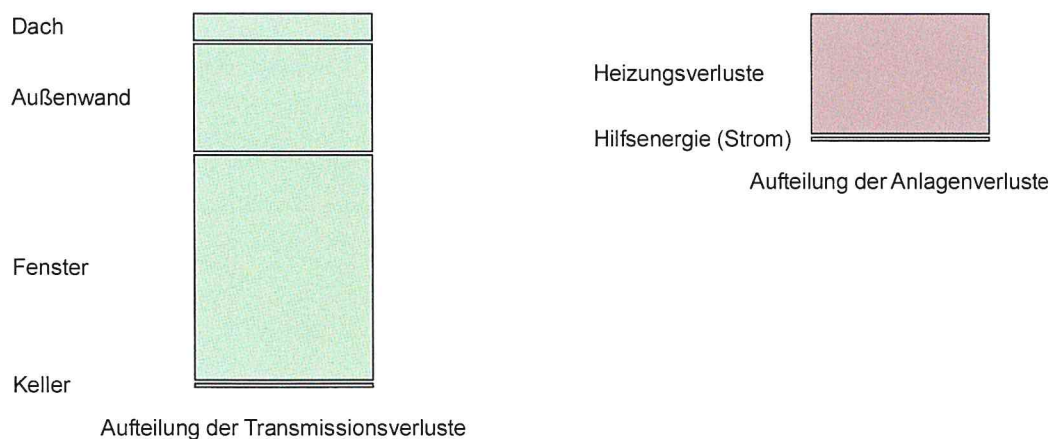 Dach
Außenwand
Fenster
Keller
Aufteilung der Transmissionsverluste
Heizungsverluste
Hilfsenergie (Strom)
Aufteilung der Anlagenverluste